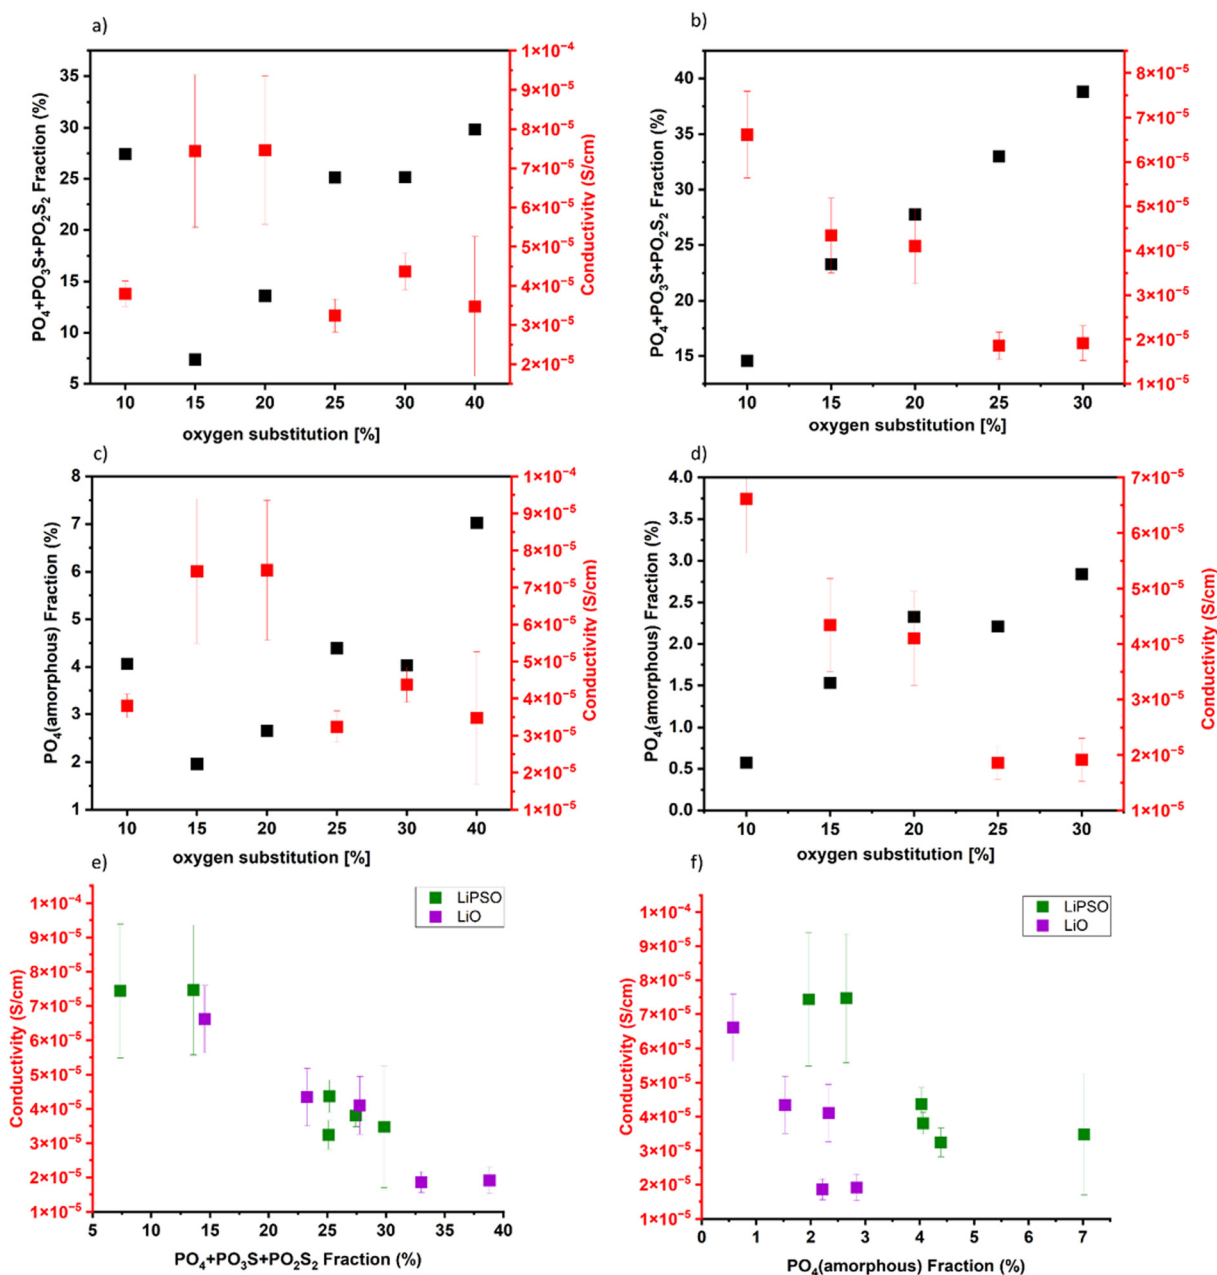 a)
PO₄+PO₃S+PO₂S₂ Fraction (%)
35
30
25
20
15
10
5
1×10⁻⁴
9×10⁻⁵
8×10⁻⁵
7×10⁻⁵
6×10⁻⁵
5×10⁻⁵
4×10⁻⁵
3×10⁻⁵
2×10⁻⁵
Conductivity (S/cm)
10 15 20 25 30 40
oxygen substitution [%]
b)
PO₄+PO₃S+PO₂S₂ Fraction (%)
40
35
30
25
20
15
8×10⁻⁵
7×10⁻⁵
6×10⁻⁵
5×10⁻⁵
4×10⁻⁵
3×10⁻⁵
2×10⁻⁵
1×10⁻⁵
Conductivity (S/cm)
10 15 20 25 30
oxygen substitution [%]
c)
PO₄(amorphous) Fraction (%)
8
7
6
5
4
3
2
1
1×10⁻⁴
9×10⁻⁵
8×10⁻⁵
7×10⁻⁵
6×10⁻⁵
5×10⁻⁵
4×10⁻⁵
3×10⁻⁵
2×10⁻⁵
1×10⁻⁵
Conductivity (S/cm)
10 15 20 25 30 40
oxygen substitution [%]
d)
PO₄(amorphous) Fraction (%)
4.0
3.5
3.0
2.5
2.0
1.5
1.0
0.5
0.0
7×10⁻⁵
6×10⁻⁵
5×10⁻⁵
4×10⁻⁵
3×10⁻⁵
2×10⁻⁵
1×10⁻⁵
Conductivity (S/cm)
10 15 20 25 30
oxygen substitution [%]
e)
LiPSO
LiO
Conductivity (S/cm)
1×10⁻⁴
9×10⁻⁵
8×10⁻⁵
7×10⁻⁵
6×10⁻⁵
5×10⁻⁵
4×10⁻⁵
3×10⁻⁵
2×10⁻⁵
1×10⁻⁵
5 10 15 20 25 30 35 40
PO₄+PO₃S+PO₂S₂ Fraction (%)
f)
LiPSO
LiO
Conductivity (S/cm)
1×10⁻⁴
9×10⁻⁵
8×10⁻⁵
7×10⁻⁵
6×10⁻⁵
5×10⁻⁵
4×10⁻⁵
3×10⁻⁵
2×10⁻⁵
1×10⁻⁵
0 1 2 3 4 5 6 7
PO₄(amorphous) Fraction (%)